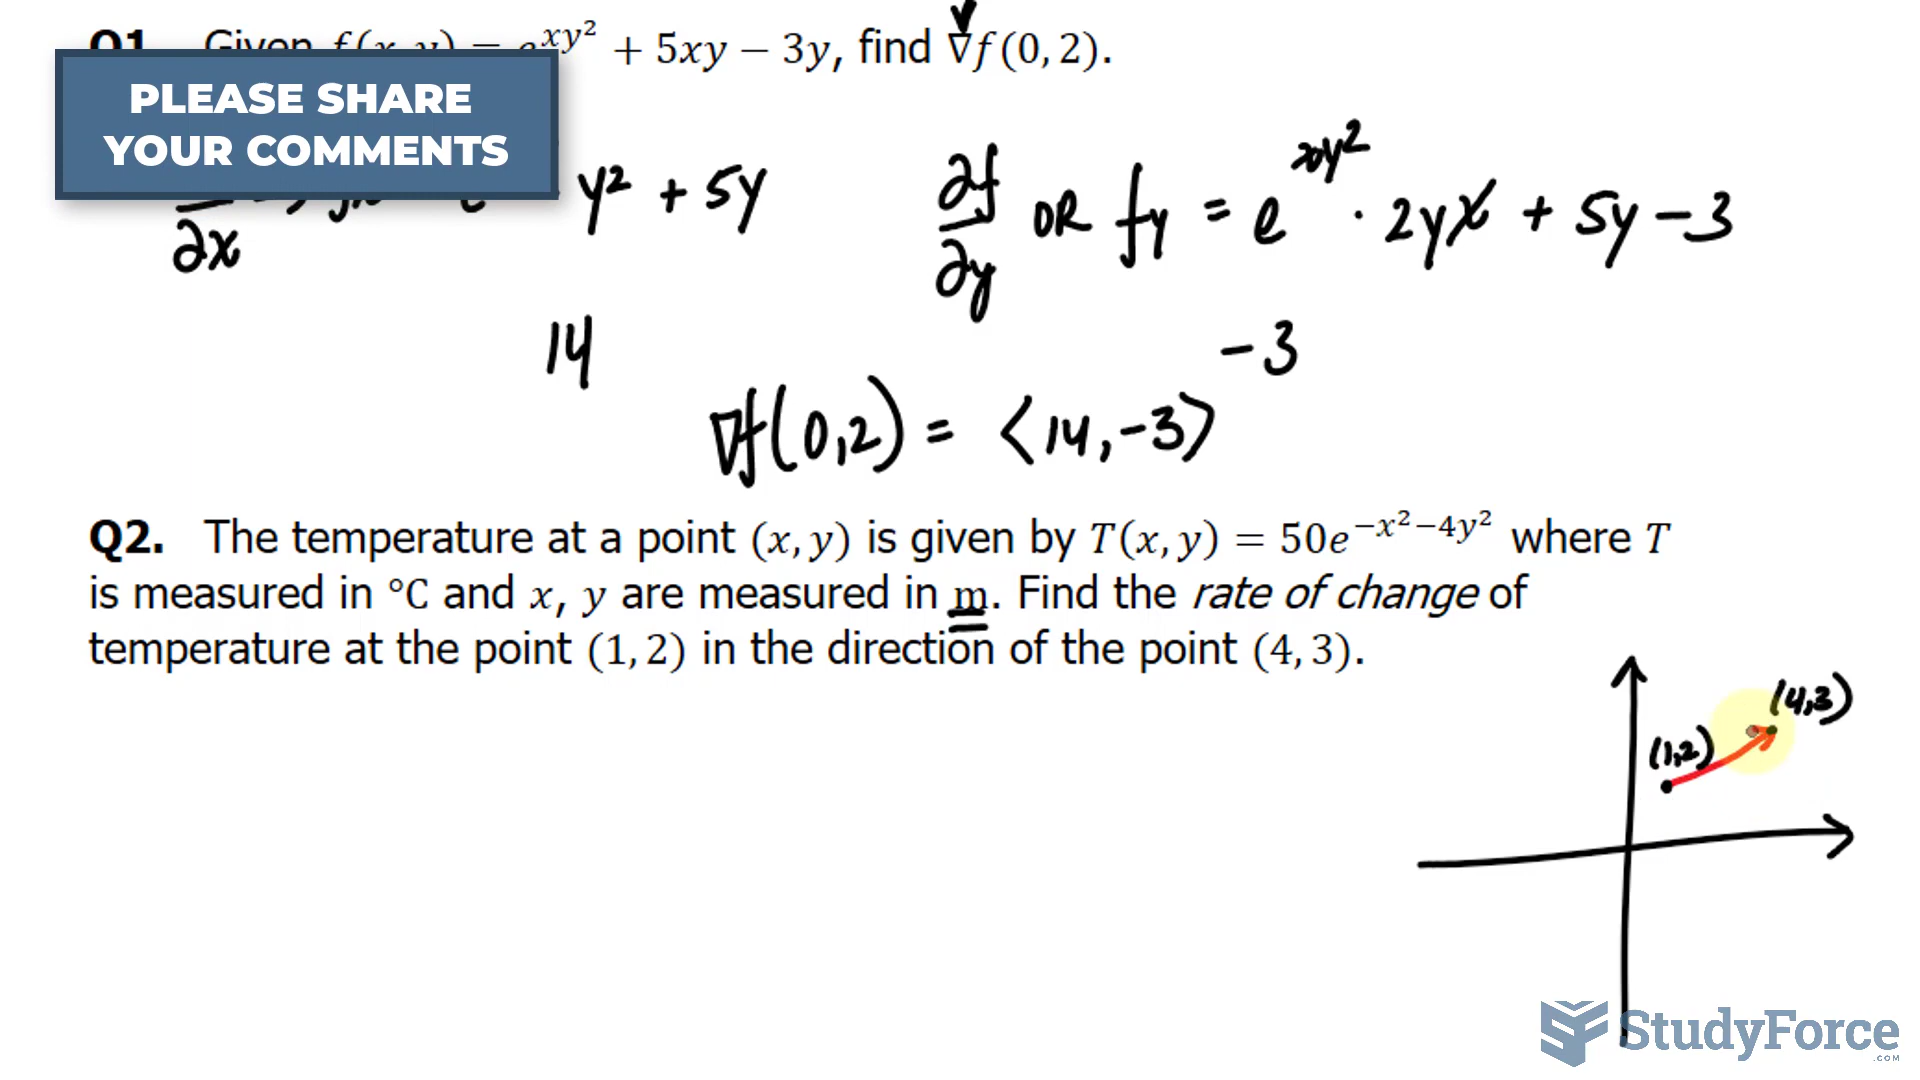 Q1. Given f(x, y) = e^{xy²} + 5xy − 3y, find ∇f(0, 2).
PLEASE SHARE
YOUR COMMENTS
∂x
y² + 5y
∂f/∂y OR fy = e^{xy²} · 2yx + 5y − 3
14
−3
∇f(0,2) = ⟨14, −3⟩
Q2. The temperature at a point (x, y) is given by T(x, y) = 50e^{−x²−4y²} where T
is measured in °C and x, y are measured in m. Find the rate of change of
temperature at the point (1, 2) in the direction of the point (4, 3).
(4,3)
(1,2)
StudyForce
.COM